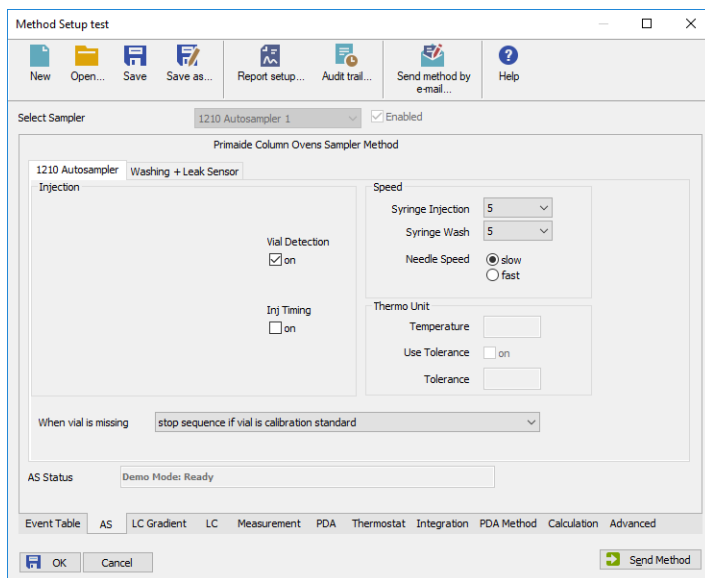 Method Setup test
New
Open...
Save
Save as...
Report setup...
Audit trail...
Send method by
e-mail...
Help
Select Sampler
1210 Autosampler 1
Enabled
Primaide Column Ovens Sampler Method
1210 Autosampler
Washing + Leak Sensor
Injection
Vial Detection
on
Inj Timing
on
Speed
Syringe Injection
5
Syringe Wash
5
Needle Speed
slow
fast
Thermo Unit
Temperature
Use Tolerance
on
Tolerance
When vial is missing
stop sequence if vial is calibration standard
AS Status
Demo Mode: Ready
Event Table
AS
LC Gradient
LC
Measurement
PDA
Thermostat
Integration
PDA Method
Calculation
Advanced
OK
Cancel
Send Method